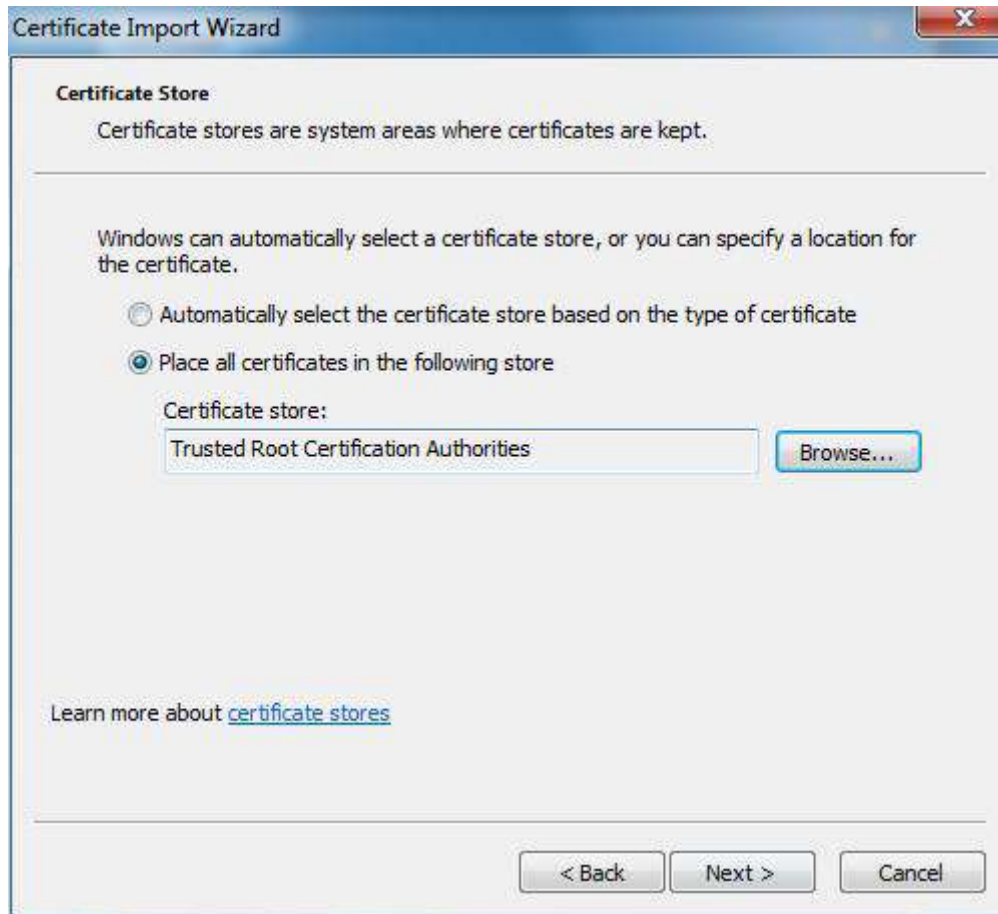 Certificate Import Wizard
Certificate Store
Certificate stores are system areas where certificates are kept.
Windows can automatically select a certificate store, or you can specify a location for
the certificate.
Automatically select the certificate store based on the type of certificate
Place all certificates in the following store
Certificate store:
Trusted Root Certification Authorities
Browse...
Learn more about certificate stores
< Back Next > Cancel